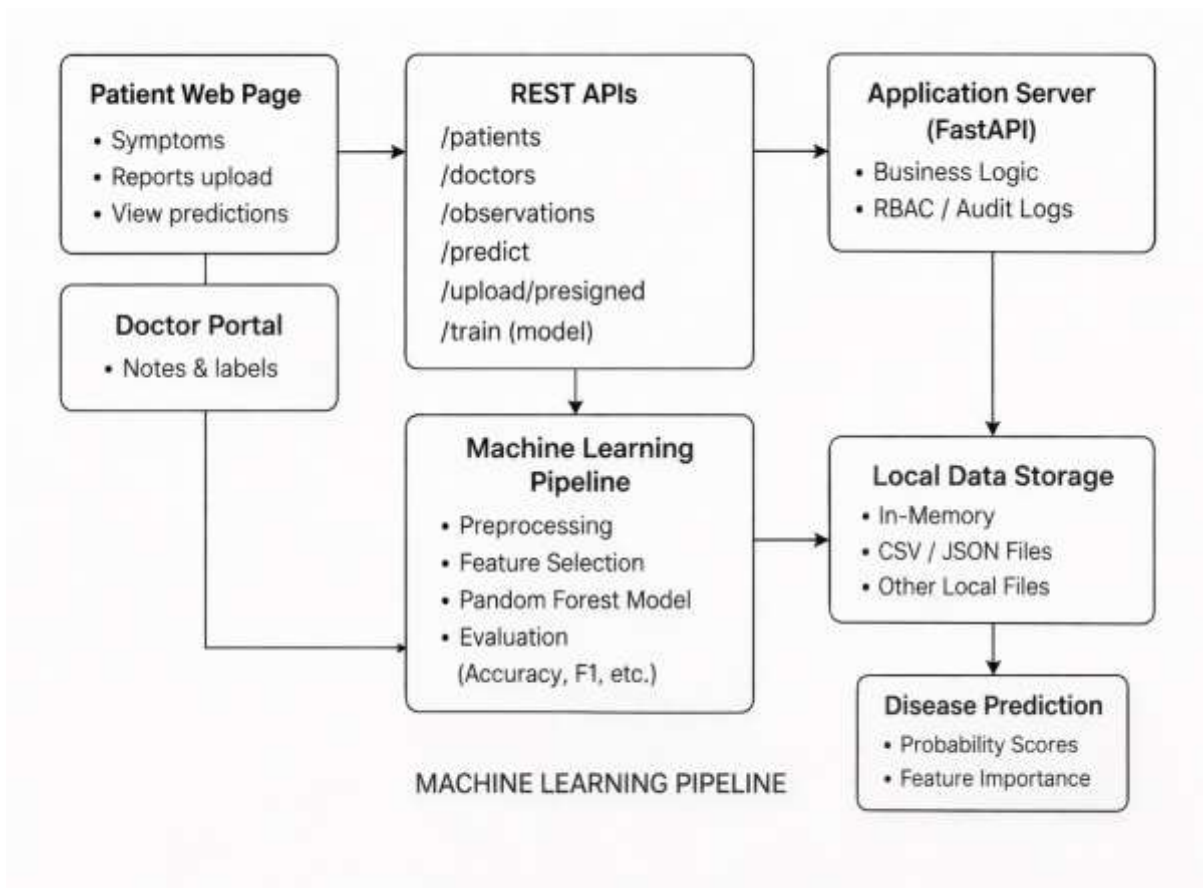 Patient Web Page
• Symptoms
• Reports upload
• View predictions
Doctor Portal
• Notes & labels
REST APIs
/patients
/doctors
/observations
/predict
/upload/presigned
/train (model)
Application Server
(FastAPI)
• Business Logic
• RBAC / Audit Logs
Machine Learning
Pipeline
• Preprocessing
• Feature Selection
• Pandom Forest Model
• Evaluation
(Accuracy, F1, etc.)
Local Data Storage
• In-Memory
• CSV / JSON Files
• Other Local Files
Disease Prediction
• Probability Scores
• Feature Importance
MACHINE LEARNING PIPELINE